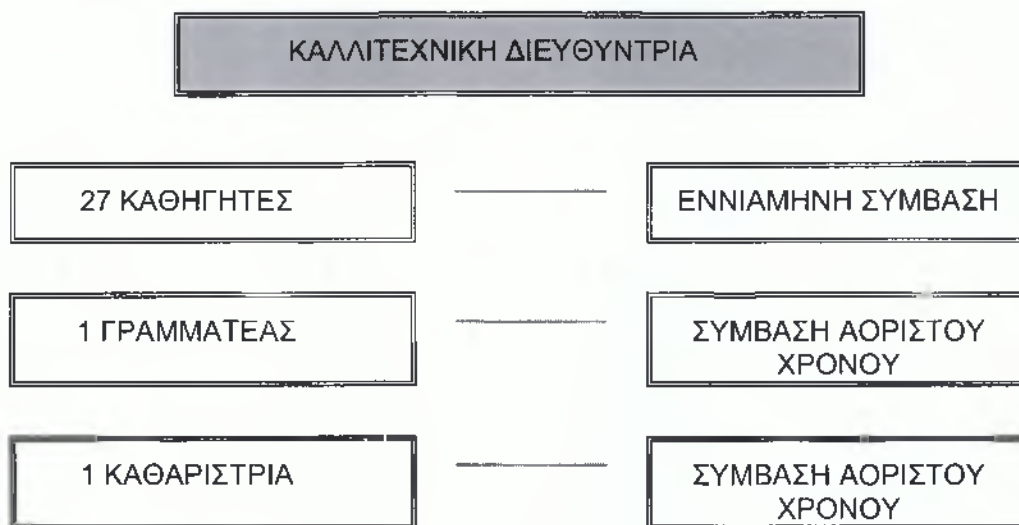 ΚΑΛΛΙΤΕΧΝΙΚΗ ΔΙΕΥΘΥΝΤΡΙΑ
27 ΚΑΘΗΓΗΤΕΣ
ΕΝΝΙΑΜΗΝΗ ΣΥΜΒΑΣΗ
1 ΓΡΑΜΜΑΤΕΑΣ
ΣΥΜΒΑΣΗ ΑΟΡΙΣΤΟΥ
ΧΡΟΝΟΥ
1 ΚΑΘΑΡΙΣΤΡΙΑ
ΣΥΜΒΑΣΗ ΑΟΡΙΣΤΟΥ
ΧΡΟΝΟΥ